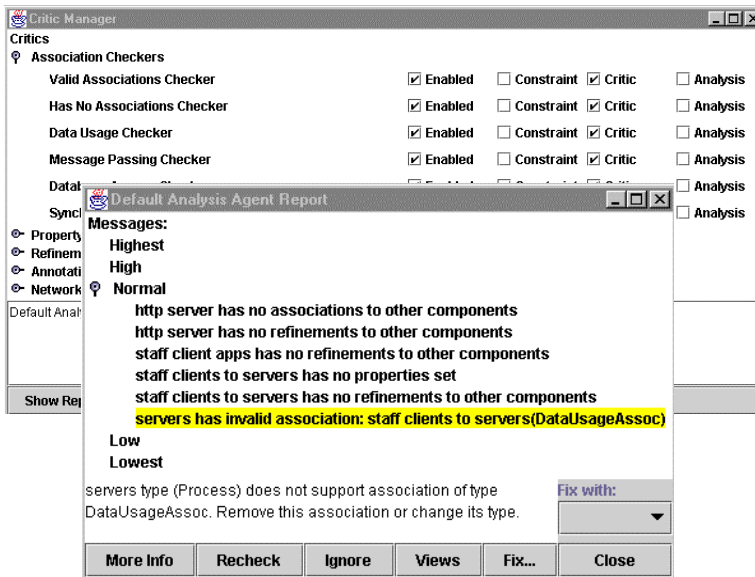 Critic Manager
Critics
Association Checkers
Valid Associations Checker Enabled Constraint Critic Analysis
Has No Associations Checker Enabled Constraint Critic Analysis
Data Usage Checker Enabled Constraint Critic Analysis
Message Passing Checker Enabled Constraint Critic Analysis
Analysis
Property
Default Analysis Agent Report
Messages:
Highest
High
Normal
http server has no associations to other components
http server has no refinements to other components
staff client apps has no refinements to other components
staff clients to servers has no properties set
staff clients to servers has no refinements to other components
servers has invalid association: staff clients to servers(DataUsageAssoc)
Low
Lowest
servers type (Process) does not support association of type
DataUsageAssoc. Remove this association or change its type.
Fix with:
More Info Recheck Ignore Views Fix... Close
Network
Default
Show